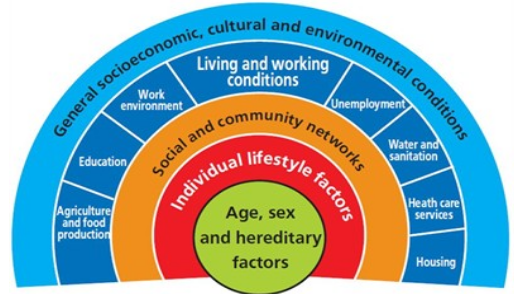 General socioeconomic, cultural and environmental conditions
Living and working
conditions
Work
environment
Unemployment
Education
Water and
sanitation
Agriculture
and food
production
Heath care
services
Housing
Social and community networks
Individual lifestyle factors
Age, sex
and hereditary
factors